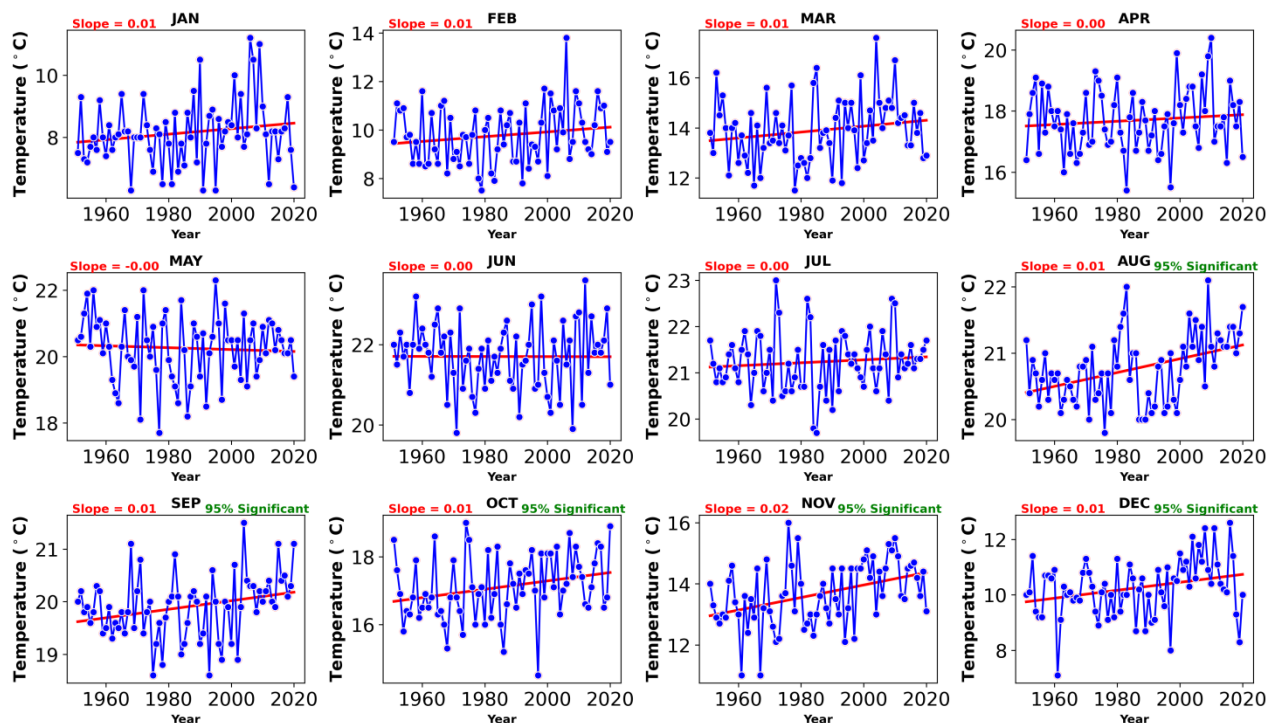 JAN
Slope = 0.01
Temperature (°C)
10
8
1960 1980 2000 2020
Year
FEB
Slope = 0.01
Temperature (°C)
14
12
10
8
1960 1980 2000 2020
Year
MAR
Slope = 0.01
Temperature (°C)
16
14
12
1960 1980 2000 2020
Year
APR
Slope = 0.00
Temperature (°C)
20
18
16
1960 1980 2000 2020
Year
MAY
Slope = -0.00
Temperature (°C)
22
20
18
1960 1980 2000 2020
Year
JUN
Slope = 0.00
Temperature (°C)
22
20
1960 1980 2000 2020
Year
JUL
Slope = 0.00
Temperature (°C)
23
22
21
20
1960 1980 2000 2020
Year
AUG
Slope = 0.01 95% Significant
Temperature (°C)
22
21
20
1960 1980 2000 2020
Year
SEP
Slope = 0.01 95% Significant
Temperature (°C)
21
20
19
1960 1980 2000 2020
Year
OCT
Slope = 0.01 95% Significant
Temperature (°C)
18
16
1960 1980 2000 2020
Year
NOV
Slope = 0.02 95% Significant
Temperature (°C)
16
14
12
1960 1980 2000 2020
Year
DEC
Slope = 0.01 95% Significant
Temperature (°C)
12
10
8
1960 1980 2000 2020
Year